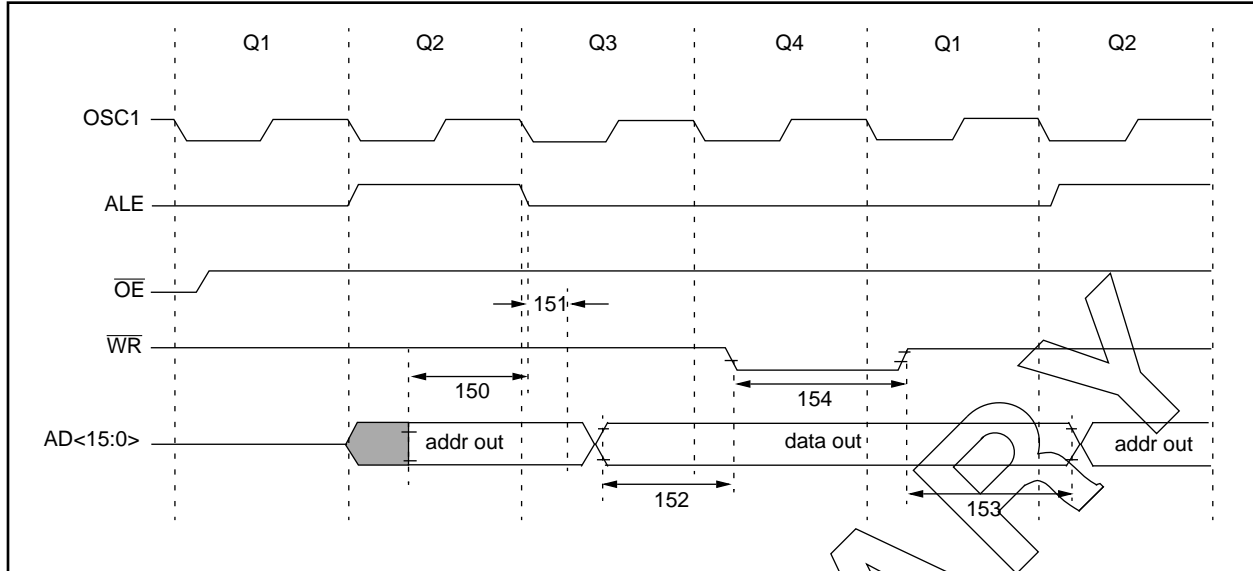 Q1 Q2 Q3 Q4 Q1 Q2
OSC1
ALE
OE
151
WR
150
154
AD<15:0>
addr out
data out
addr out
152
153